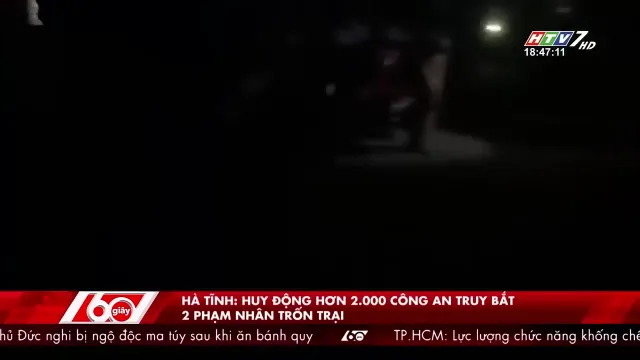 HTV7 HD
18:47:11
60 giây
HÀ TĨNH: HUY ĐỘNG HƠN 2.000 CÔNG AN TRUY BẮT
2 PHẠM NHÂN TRỐN TRẠI
hủ Đức nghi bị ngộ độc ma túy sau khi ăn bánh quy 60 TP.HCM: Lực lượng chức năng khống chế